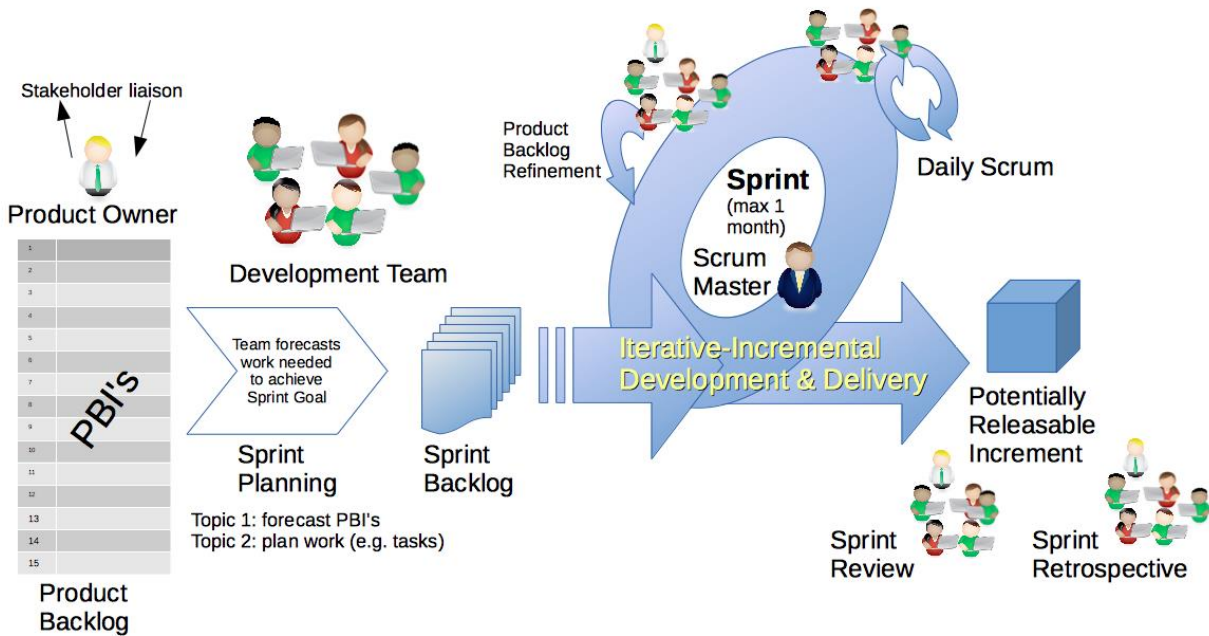 Stakeholder liaison
Product Owner
1
2
3
4
5
6
7
8
9
10
11
12
13
14
15
PBI's
Product
Backlog
Development Team
Team forecasts
work needed
to achieve
Sprint Goal
Sprint
Planning
Topic 1: forecast PBI's
Topic 2: plan work (e.g. tasks)
Sprint
Backlog
Product
Backlog
Refinement
Sprint
(max 1
month)
Scrum
Master
Daily Scrum
Iterative-Incremental
Development & Delivery
Potentially
Releasable
Increment
Sprint
Review
Sprint
Retrospective